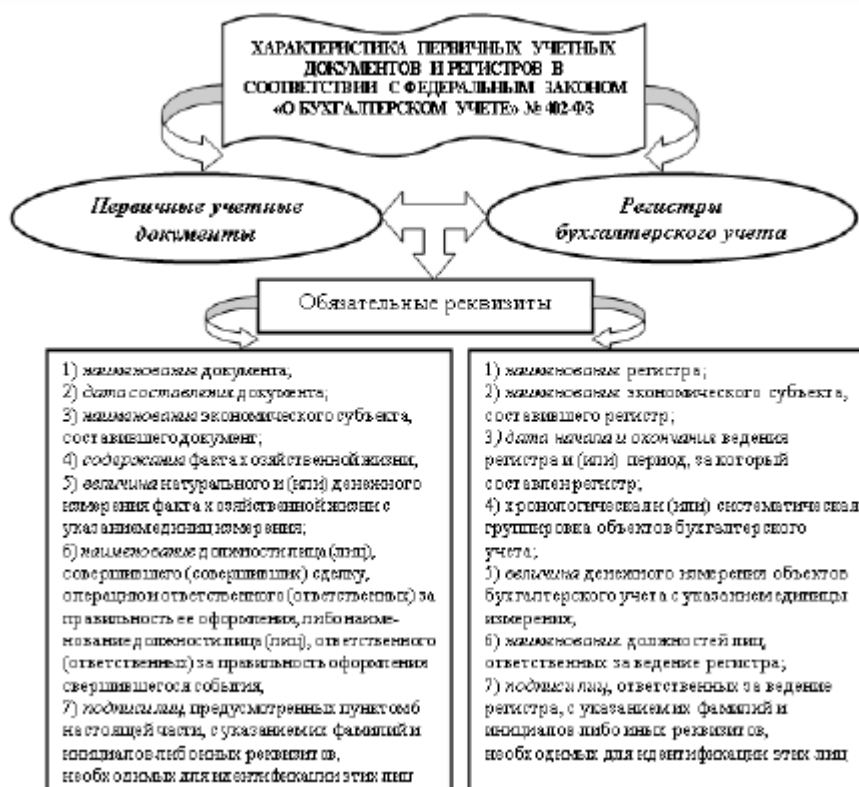 ХАРАКТЕРИСТИКА ПЕРВИЧНЫХ УЧЕТНЫХ
ДОКУМЕНТОВ И РЕГИСТРОВ В
СООТВЕТСТВИИ С ФЕДЕРАЛЬНЫМ ЗАКОНОМ
«О БУХГАЛТЕРСКОМ УЧЕТЕ» № 402-ФЗ
Первичные учетные
документы
Регистры
бухгалтерского учета
Обязательные реквизиты
1) наименование документа;
2) дата составления документа;
3) наименование экономического субъекта,
составившего документ;
4) содержание факта хозяйственной жизни;
5) величина натурального и (или) денежного
измерения факта хозяйственной жизни с
указанием единиц измерения;
6) наименование должности лица (лиц),
совершившего (совершивших) сделку,
операцию и ответственного (ответственных) за
правильность ее оформления, либо наиме-
нование должности лица (лиц), ответственного
(ответственных) за правильность оформления
свершившегося события;
7) подписи лиц, предусмотренных пунктом 6
настоящей части, с указанием их фамилий и
инициалов либо иных реквизитов,
необходимых для идентификации этих лиц
1) наименование регистра;
2) наименование экономического субъекта,
составившего регистр;
3) дата начала и окончания ведения
регистра и (или) период, за который
составлен регистр;
4) хронологическая и (или) систематическая
группировка объектов бухгалтерского
учета;
5) величина денежного измерения объектов
бухгалтерского учета с указанием единицы
измерения;
6) наименования должностей лиц,
ответственных за ведение регистра;
7) подписи лиц, ответственных за ведение
регистра, с указанием их фамилий и
инициалов либо иных реквизитов,
необходимых для идентификации этих лиц